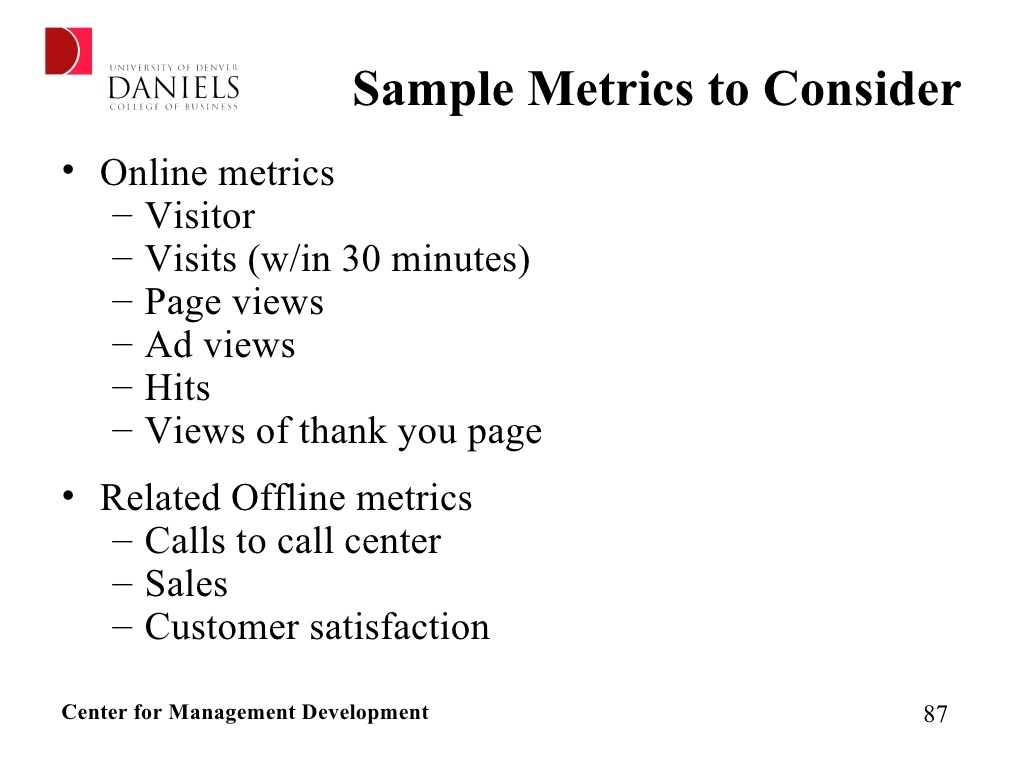 UNIVERSITY OF DENVER
DANIELS
COLLEGE OF BUSINESS
Sample Metrics to Consider
• Online metrics
– Visitor
– Visits (w/in 30 minutes)
– Page views
– Ad views
– Hits
– Views of thank you page
• Related Offline metrics
– Calls to call center
– Sales
– Customer satisfaction
Center for Management Development
87